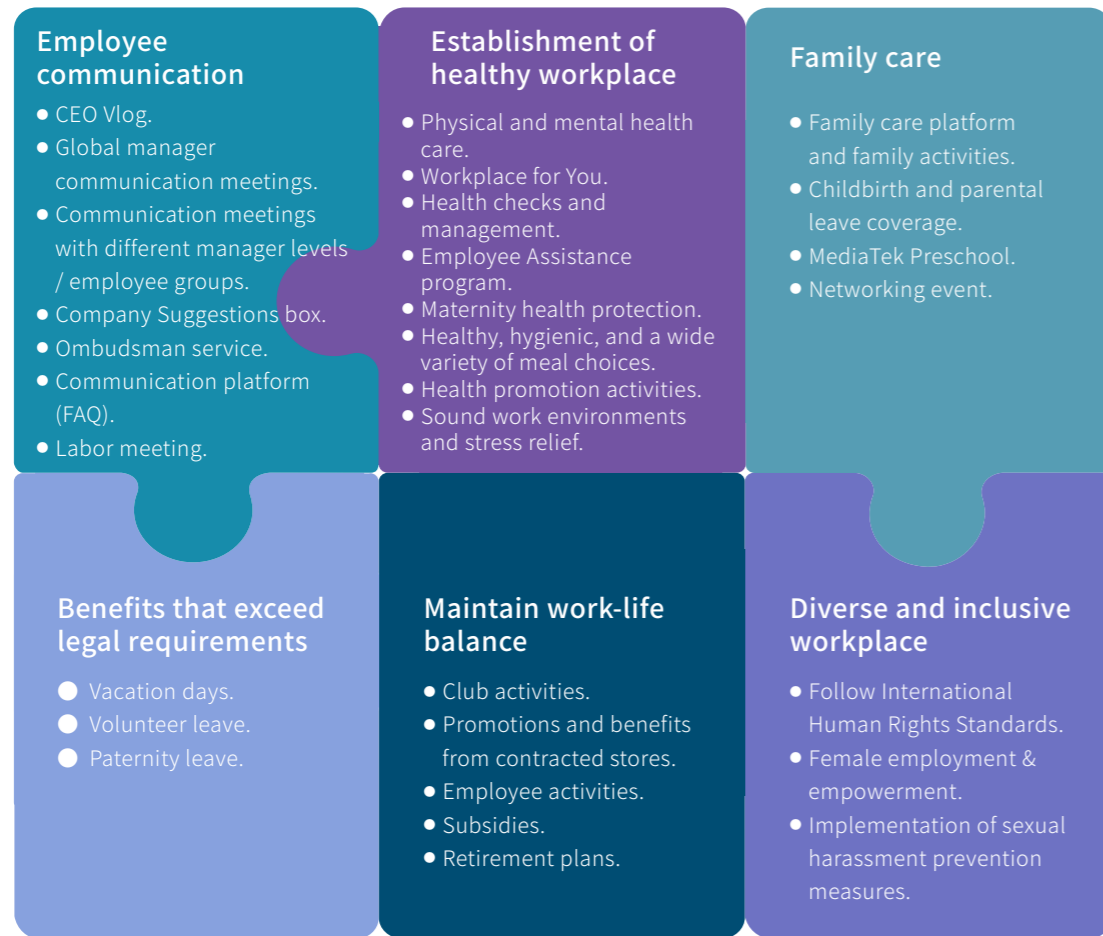 Employee
communication
● CEO Vlog.
● Global manager
communication meetings.
● Communication meetings
with different manager levels
/ employee groups.
● Company Suggestions box.
● Ombudsman service.
● Communication platform
(FAQ).
● Labor meeting.
Establishment of
healthy workplace
● Physical and mental health
care.
● Workplace for You.
● Health checks and
management.
● Employee Assistance
program.
● Maternity health protection.
● Healthy, hygienic, and a wide
variety of meal choices.
● Health promotion activities.
● Sound work environments
and stress relief.
Family care
● Family care platform
and family activities.
● Childbirth and parental
leave coverage.
● MediaTek Preschool.
● Networking event.
Benefits that exceed
legal requirements
● Vacation days.
● Volunteer leave.
● Paternity leave.
Maintain work-life
balance
● Club activities.
● Promotions and benefits
from contracted stores.
● Employee activities.
● Subsidies.
● Retirement plans.
Diverse and inclusive
workplace
● Follow International
Human Rights Standards.
● Female employment &
empowerment.
● Implementation of sexual
harassment prevention
measures.